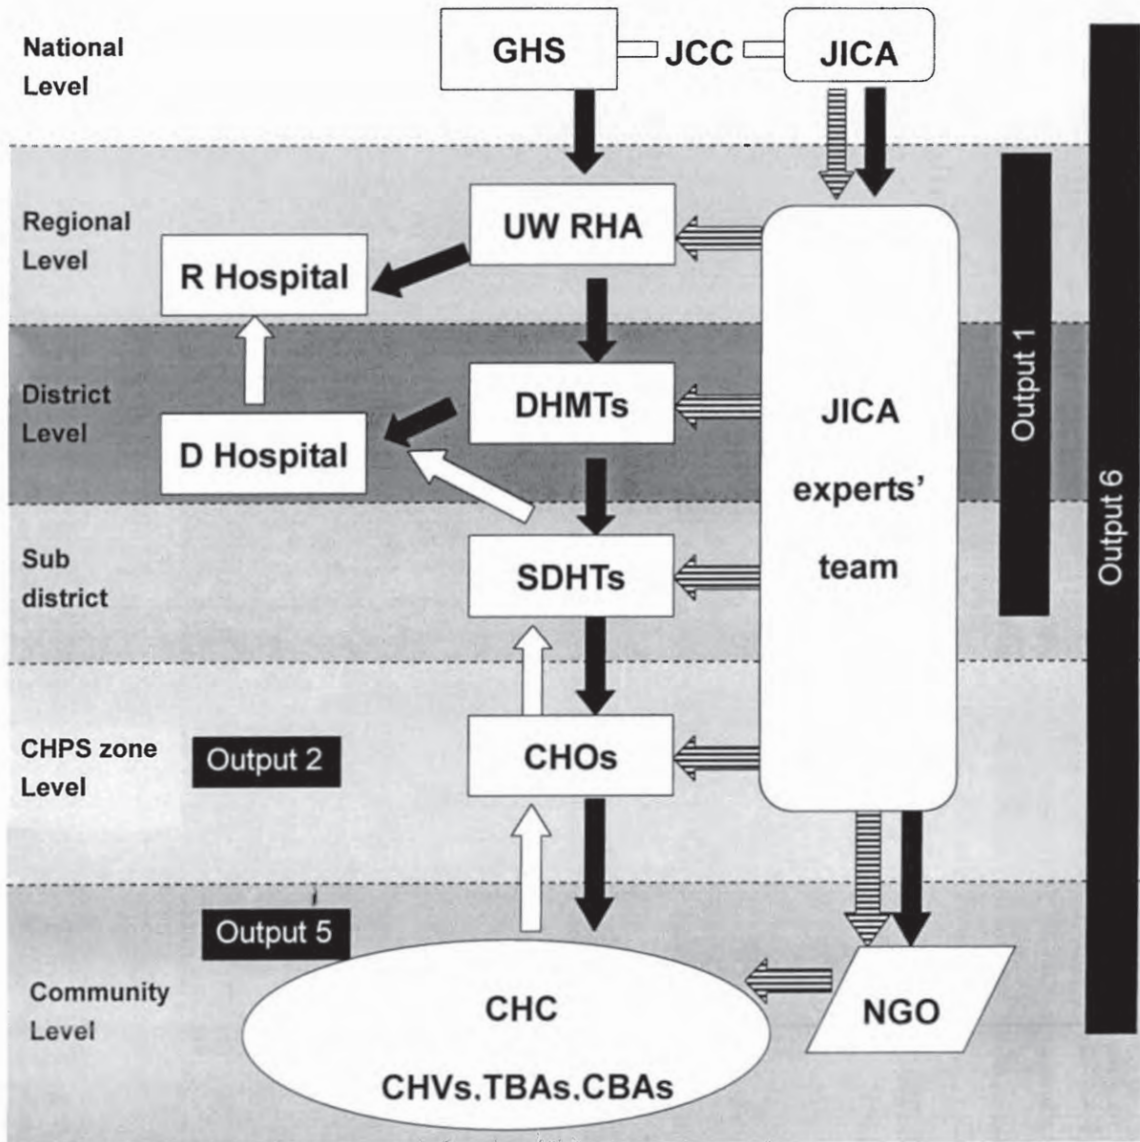 National
Level
GHS
JCC
JICA
Regional
Level
UW RHA
R Hospital
District
Level
DHMTs
D Hospital
JICA
experts'
team
Output 1
Output 6
Sub
district
SDHTs
CHPS zone
Level
Output 2
CHOs
Output 5
Community
Level
CHC
CHVs.TBAs.CBAs
NGO